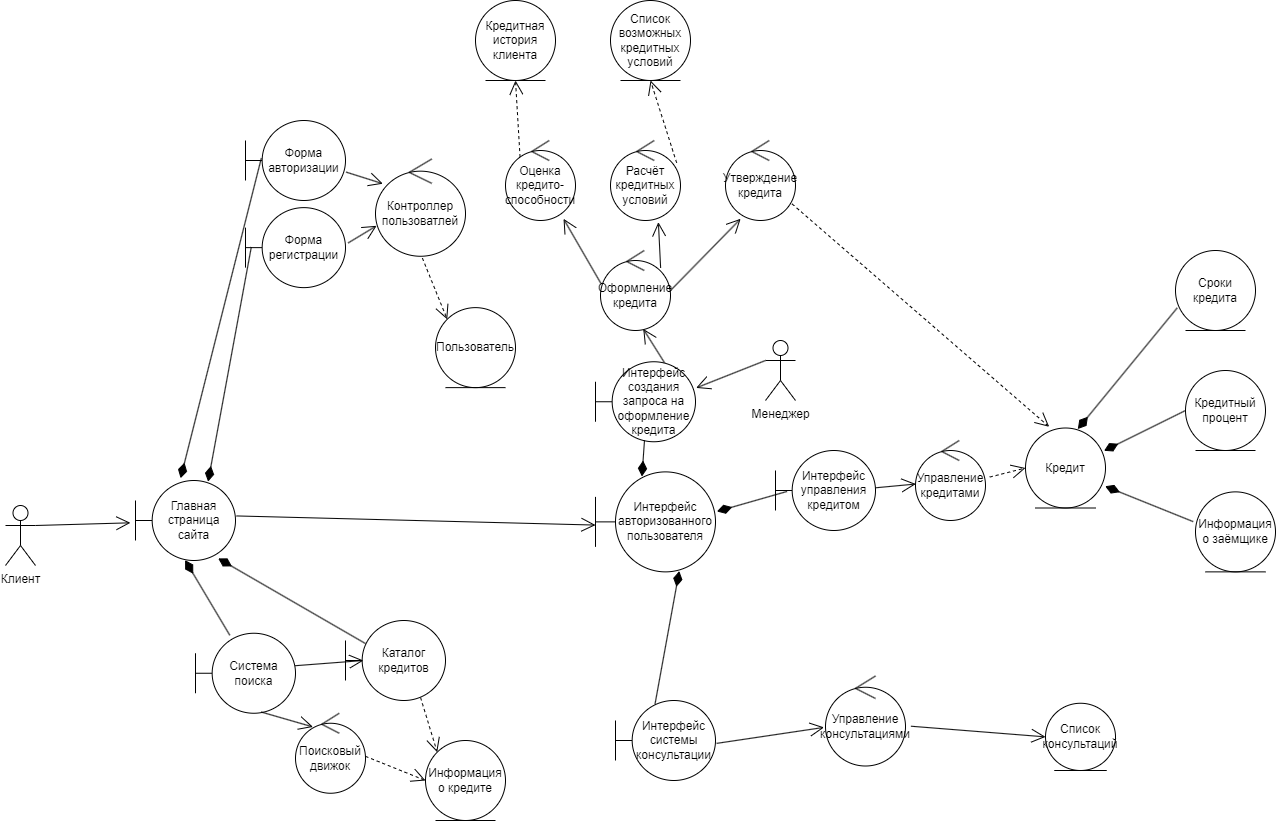 Кредитная
история
клиента
Список
возможных
кредитных
условий
Форма
авторизации
Контроллер
пользоватлей
Форма
регистрации
Пользователь
Оценка
кредито-
способности
Расчёт
кредитных
условий
Утверждение
кредита
Оформление
кредита
Интерфейс
создания
запроса на
оформление
кредита
Менеджер
Сроки
кредита
Кредитный
процент
Кредит
Информация
о заёмщике
Клиент
Главная
страница
сайта
Интерфейс
авторизованного
пользователя
Интерфейс
управления
кредитом
Управление
кредитами
Система
поиска
Каталог
кредитов
Поисковый
движок
Информация
о кредите
Интерфейс
системы
консультации
Управление
консультациями
Список
консультаций